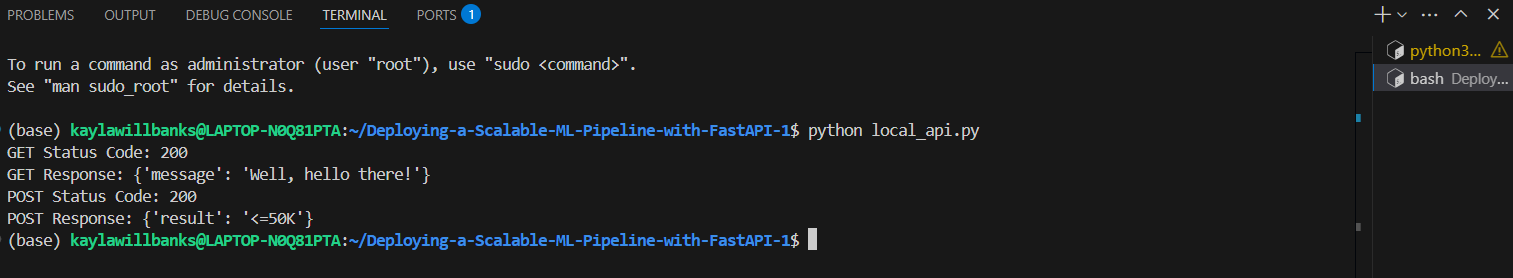 PROBLEMS OUTPUT DEBUG CONSOLE TERMINAL PORTS 1
To run a command as administrator (user "root"), use "sudo <command>".
See "man sudo_root" for details.
(base) kaylawillbanks@LAPTOP-N0Q81PTA:~/Deploying-a-Scalable-ML-Pipeline-with-FastAPI-1$ python local_api.py
GET Status Code: 200
GET Response: {'message': 'Well, hello there!'}
POST Status Code: 200
POST Response: {'result': '<=50K'}
(base) kaylawillbanks@LAPTOP-N0Q81PTA:~/Deploying-a-Scalable-ML-Pipeline-with-FastAPI-1$
python3...
bash Deploy...